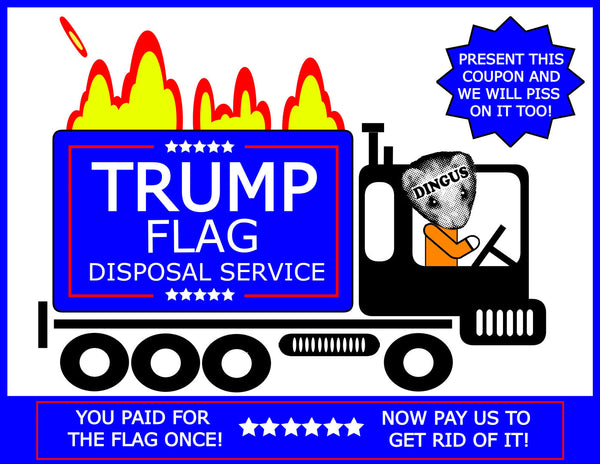 PRESENT THIS
COUPON AND
WE WILL PISS
ON IT TOO!
TRUMP
FLAG
DISPOSAL SERVICE
DINGUS
YOU PAID FOR
THE FLAG ONCE!
NOW PAY US TO
GET RID OF IT!